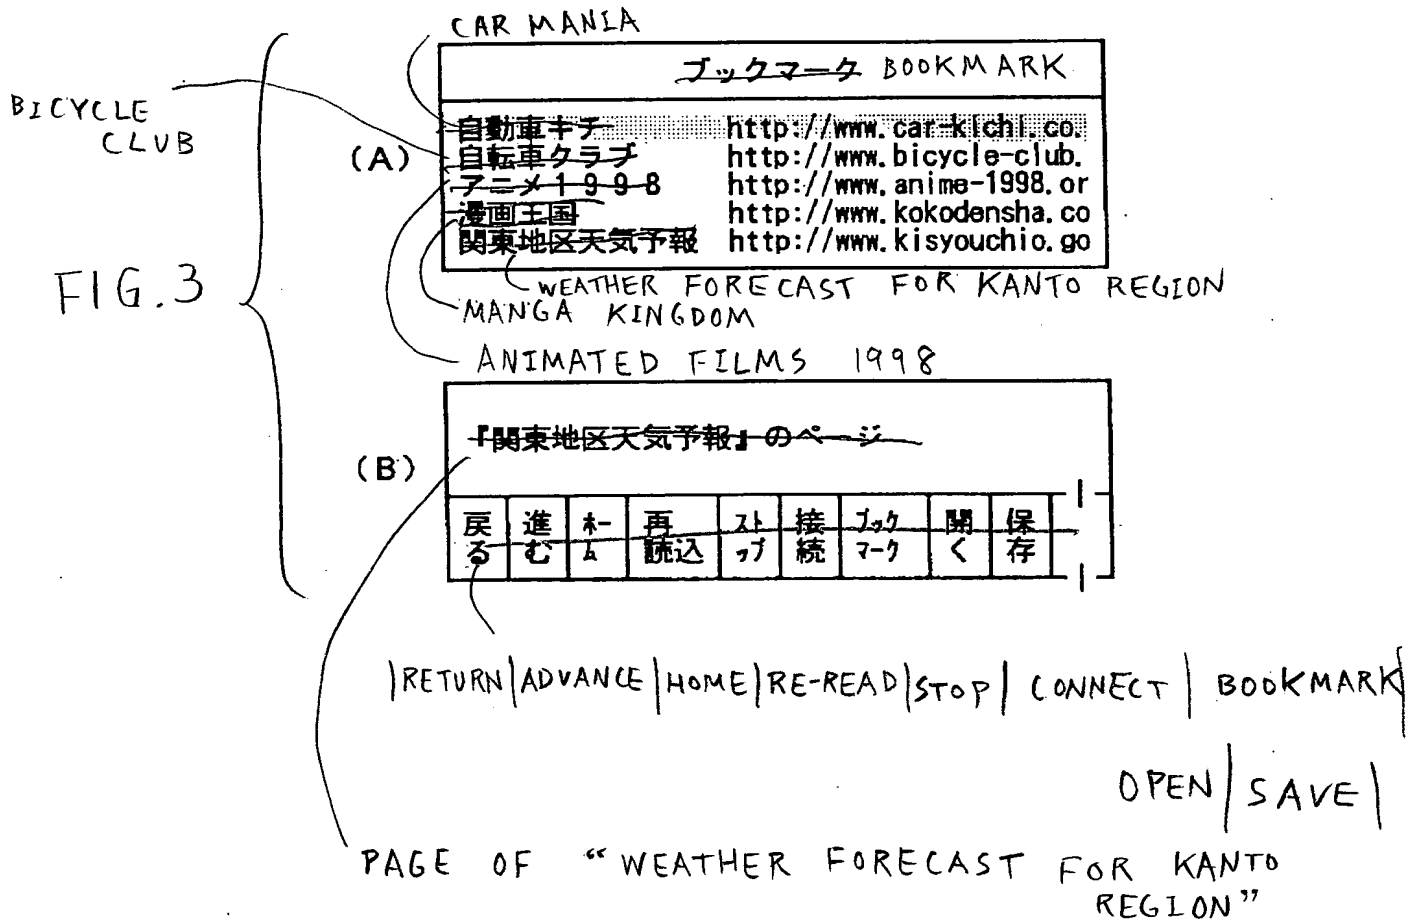 CAR MANIA
ブックマーク BOOKMARK
BICYCLE
CLUB
(A)
自動車キチ http://www.car-kichi.co.
自転車クラブ http://www.bicycle-club.
アニメ1998 http://www.anime-1998.or
漫画王国 http://www.kokodensha.co
関東地区天気予報 http://www.kisyouchio.go
FIG.3
WEATHER FORECAST FOR KANTO REGION
MANGA KINGDOM
ANIMATED FILMS 1998
(B)
『関東地区天気予報』のページ
戻る 進む ホーム 再読込 ストップ 接続 ブックマーク 開く 保存
|RETURN|ADVANCE|HOME|RE-READ|STOP| CONNECT | BOOKMARK|
OPEN| SAVE|
PAGE OF “WEATHER FORECAST FOR KANTO
REGION”